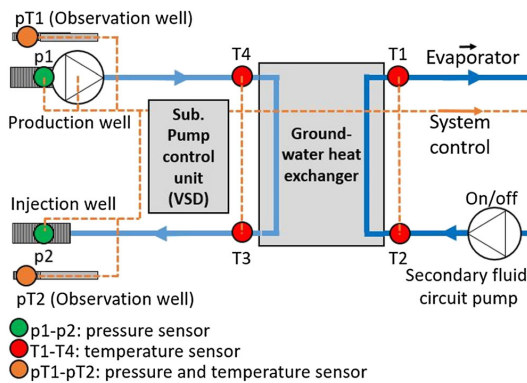 pT1 (Observation well)
p1
T4
T1
Evaporator
Production well
Sub.
Pump
control
unit
(VSD)
Ground-
water heat
exchanger
System
control
Injection well
On/off
p2
T3
T2
Secondary fluid
circuit pump
pT2 (Observation well)
p1-p2: pressure sensor
T1-T4: temperature sensor
pT1-pT2: pressure and temperature sensor